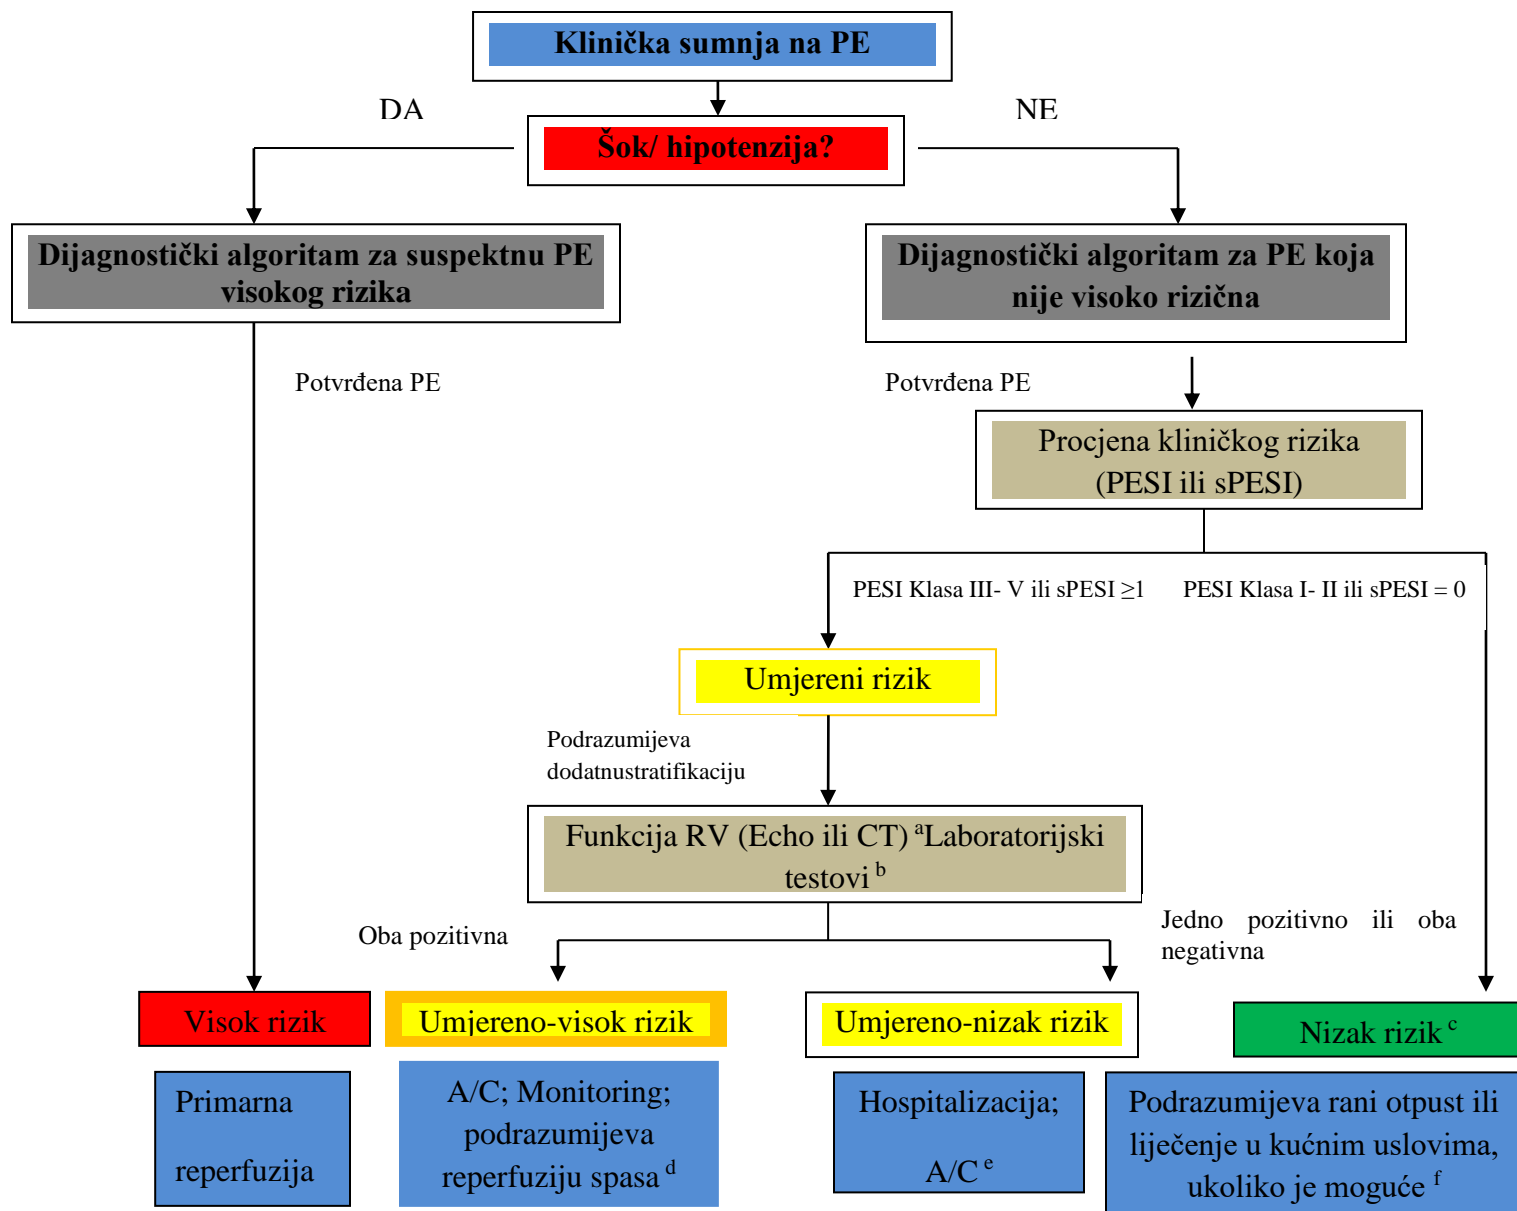 Klinička sumnja na PE
DA
NE
Šok/ hipotenzija?
Dijagnostički algoritam za suspektnu PE
visokog rizika
Dijagnostički algoritam za PE koja
nije visoko rizična
Potvrđena PE
Potvrđena PE
Procjena kliničkog rizika
(PESI ili sPESI)
PESI Klasa III- V ili sPESI ≥1
PESI Klasa I- II ili sPESI = 0
Umjereni rizik
Podrazumijeva
dodatnustratifikaciju
Funkcija RV (Echo ili CT) ᵃLaboratorijski
testovi ᵇ
Oba pozitivna
Jedno pozitivno ili oba
negativna
Visok rizik
Umjereno-visok rizik
Umjereno-nizak rizik
Nizak rizik ᶜ
Primarna
reperfuzija
A/C; Monitoring;
podrazumijeva
reperfuziju spasa ᵈ
Hospitalizacija;
A/C ᵉ
Podrazumijeva rani otpust ili
liječenje u kućnim uslovima,
ukoliko je moguće ᶠ